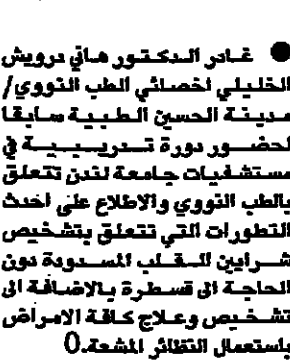 ● غادر الدكتور هاني درويش
الخليلي اخصائي الطب النووي/
مدينة الحسين الطبية سابقا
لحضور دورة تدريبية في
مستشفيات جامعة لندن تتعلق
بالطب النووي والاطلاع على احدث
التطورات التي تتعلق بتشخيص
شرايين القلب المسدودة دون
الحاجة الى قسطرة بالاضافة الى
تشخيص وعلاج كافة الامراض
باستعمال النظائر المشعة.()